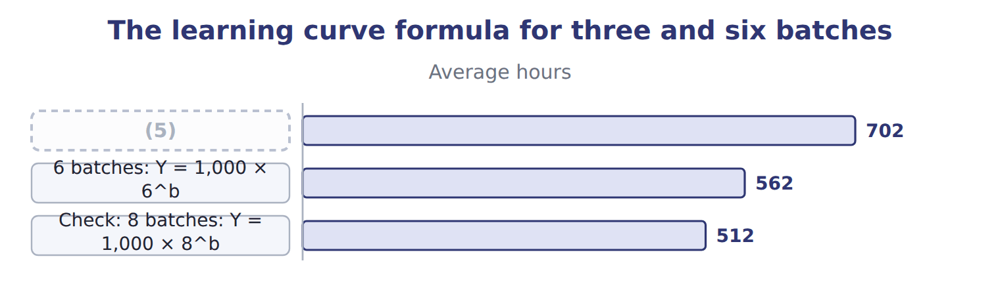 The learning curve formula for three and six batches
Average hours
(5)
702
6 batches: Y = 1,000 ×
6^b
562
Check: 8 batches: Y =
1,000 × 8^b
512